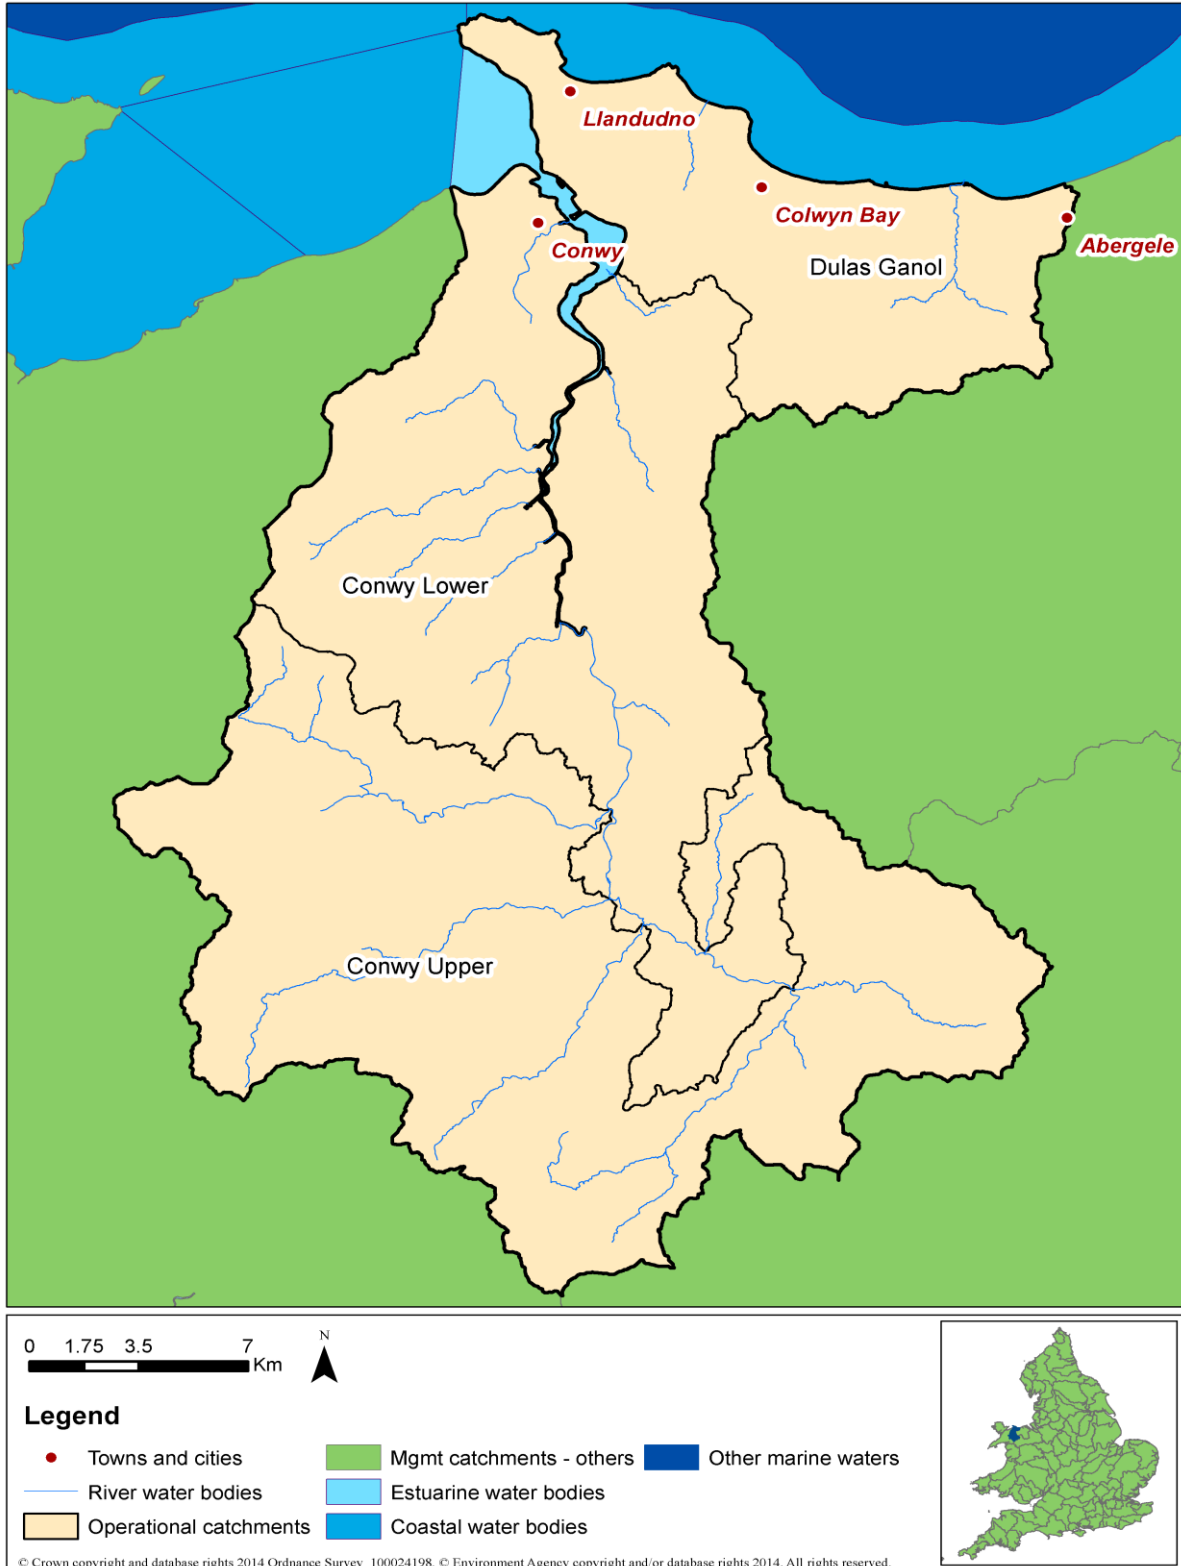 Llandudno
Colwyn Bay
Conwy
Abergele
Dulas Ganol
Conwy Lower
Conwy Upper
0 1.75 3.5 7
Km
N
Legend
Towns and cities
Mgmt catchments - others
Other marine waters
River water bodies
Estuarine water bodies
Operational catchments
Coastal water bodies
© Crown copyright and database rights 2014 Ordnance Survey 100024198. © Environment Agency copyright and/or database rights 2014. All rights reserved.